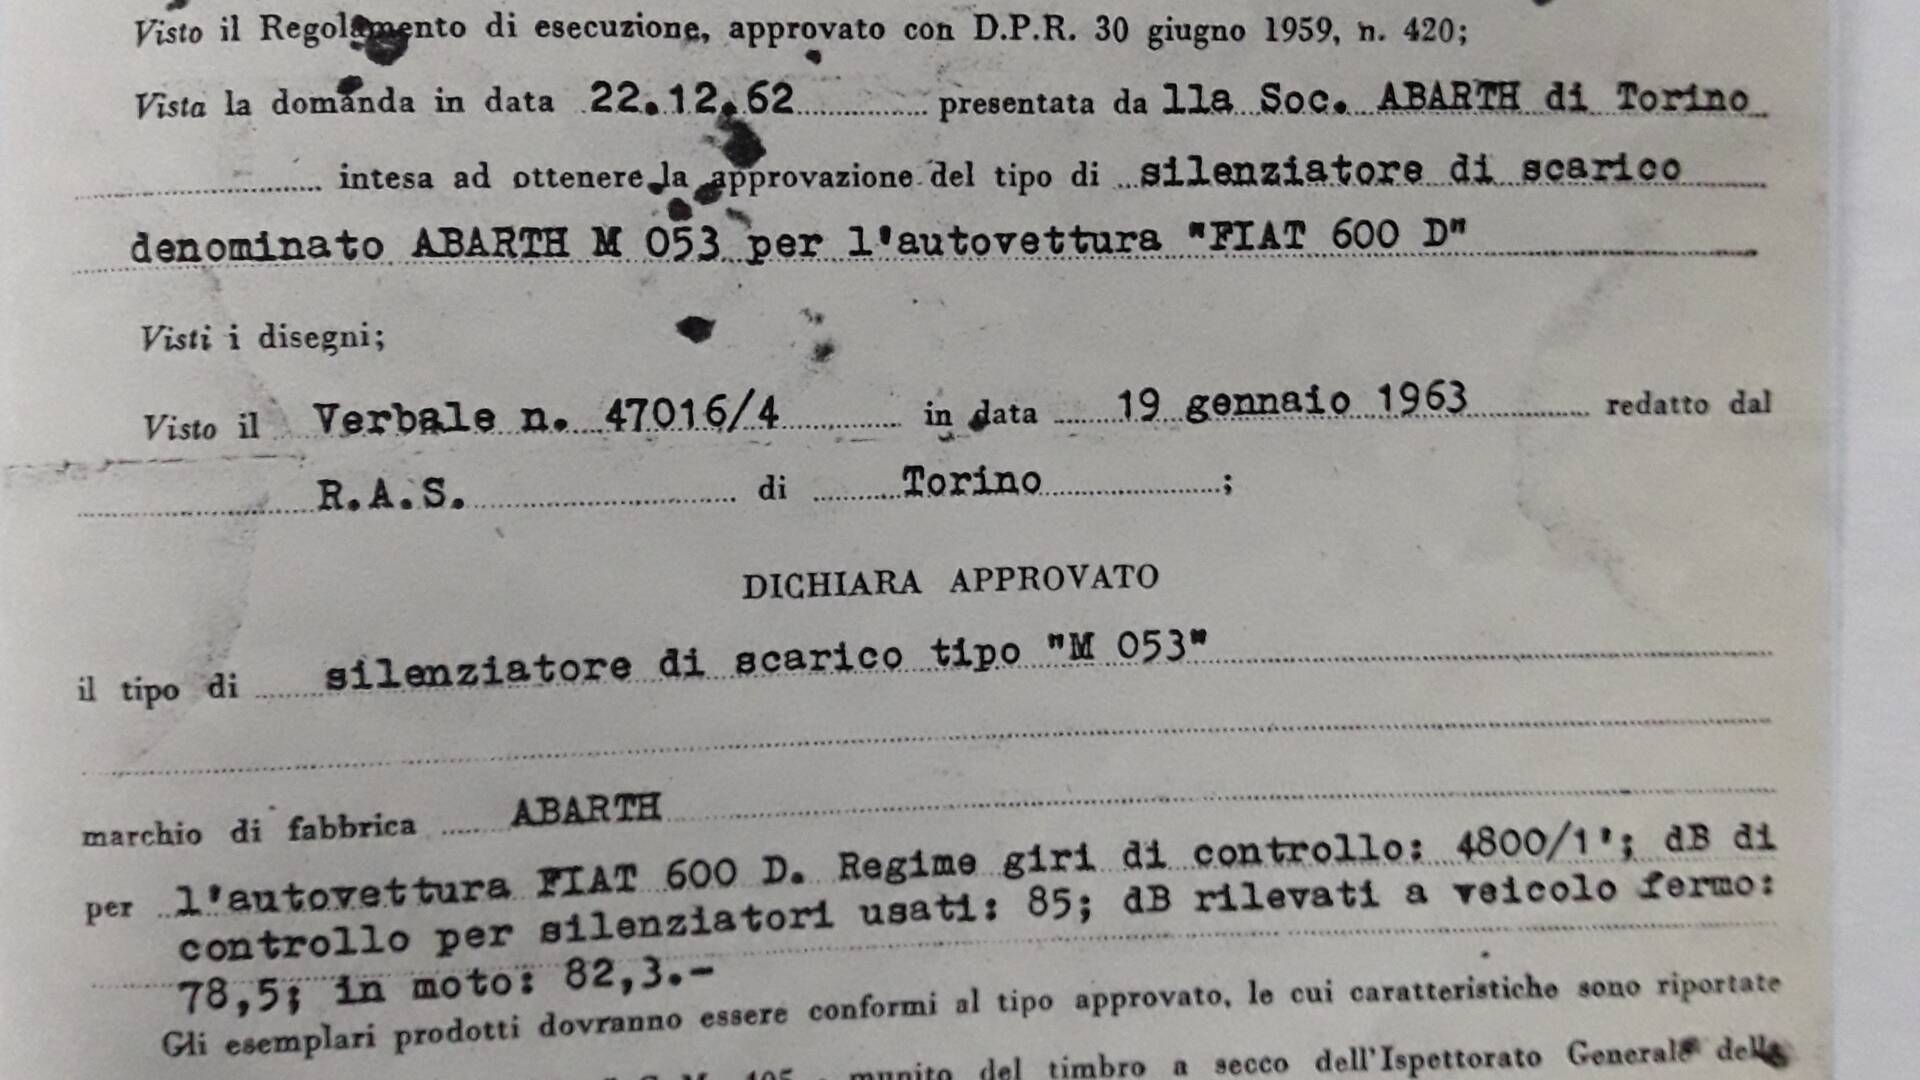 Visto il Regolamento di esecuzione, approvato con D.P.R. 30 giugno 1959, n. 420;
Vista la domanda in data 22.12.62 presentata da lla Soc. ABARTH di Torino
intesa ad ottenere la approvazione del tipo di silenziatore di scarico
denominato ABARTH M 053 per l'autovettura "FIAT 600 D"
Visti i disegni;
Visto il Verbale n. 47016/4 in data 19 gennaio 1963 redatto dal
R.A.S. di Torino ;
DICHIARA APPROVATO
il tipo di silenziatore di scarico tipo "M 053"
marchio di fabbrica ABARTH
per l'autovettura FIAT 600 D. Regime giri di controllo: 4800/1'; dB di
controllo per silenziatori usati: 85; dB rilevati a veicolo fermo:
78,5; in moto: 82,3.-
Gli esemplari prodotti dovranno essere conformi al tipo approvato, le cui caratteristiche sono riportate
munito del timbro a secco dell'Ispettorato Generale della